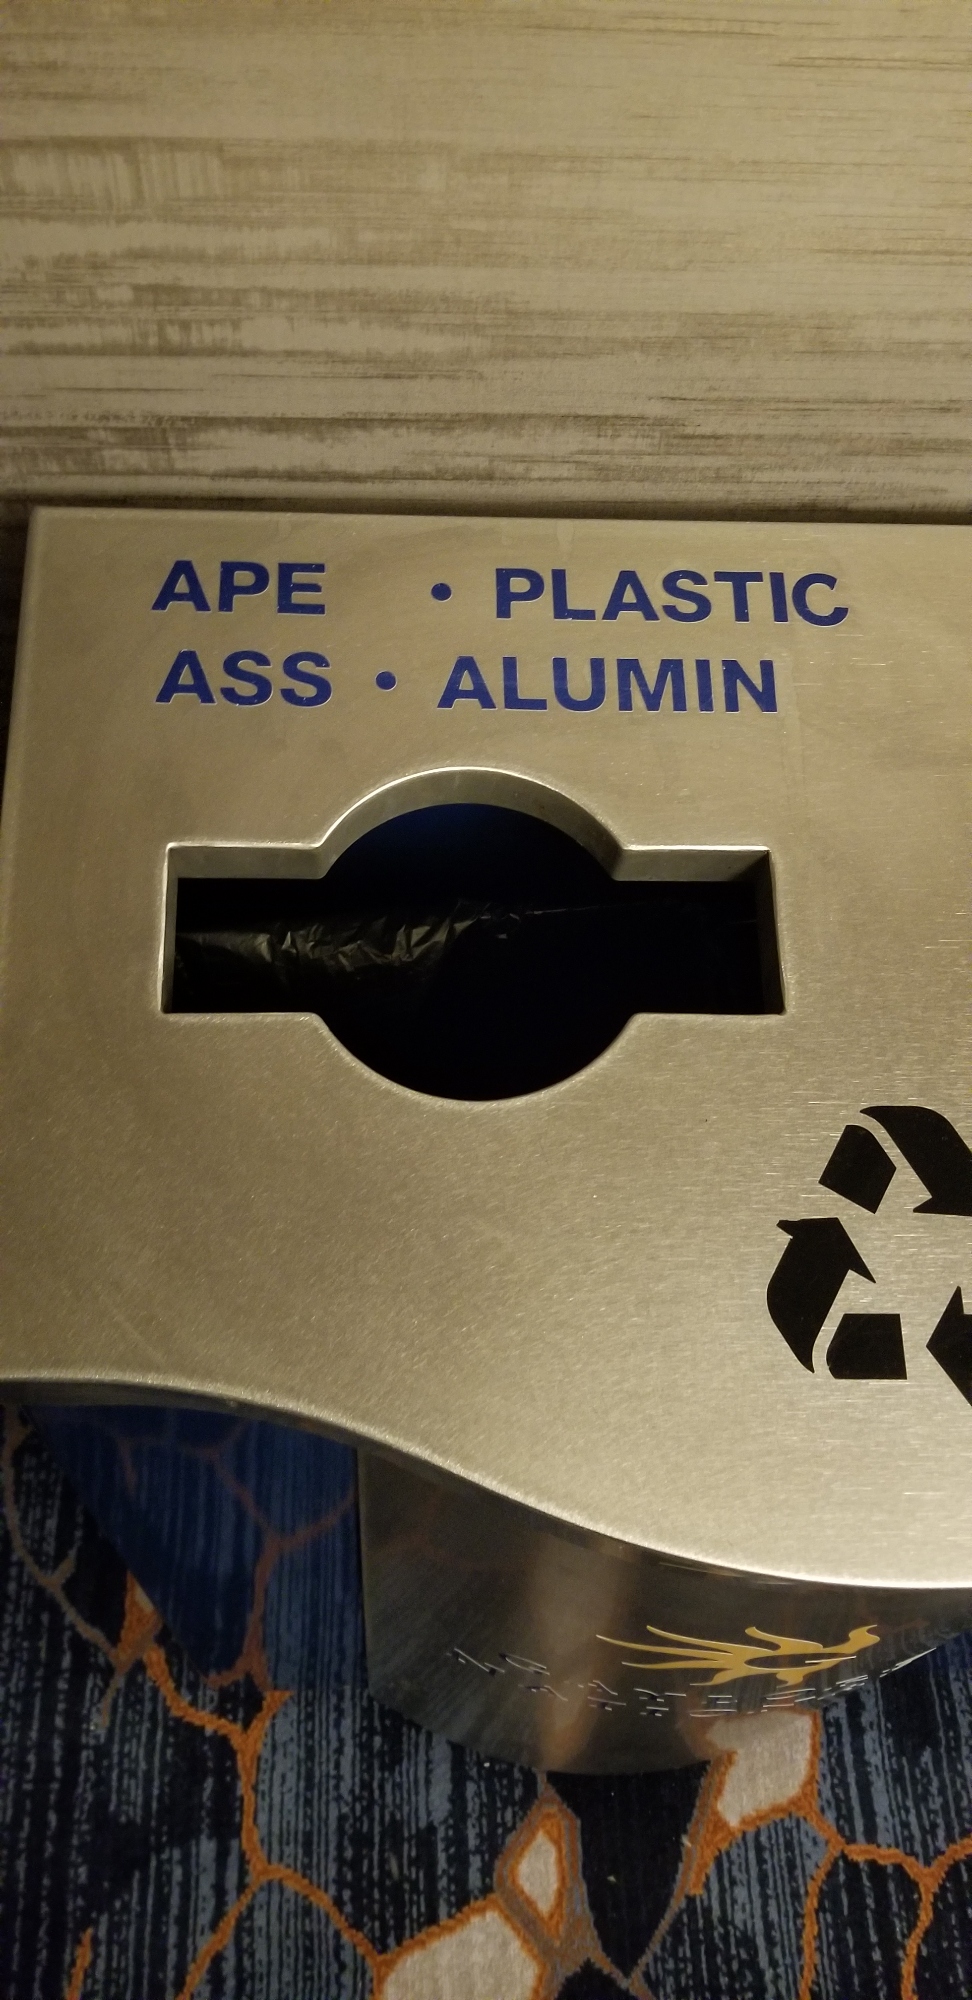 APE • PLASTIC
ASS • ALUMIN